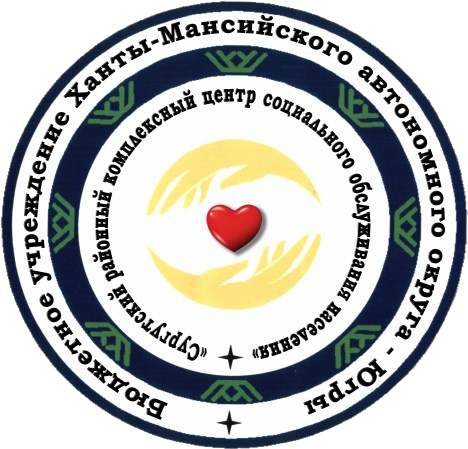 Бюджетное учреждение Ханты-Мансийского автономного округа - Югры
«Сургутский районный комплексный центр социального обслуживания населения»